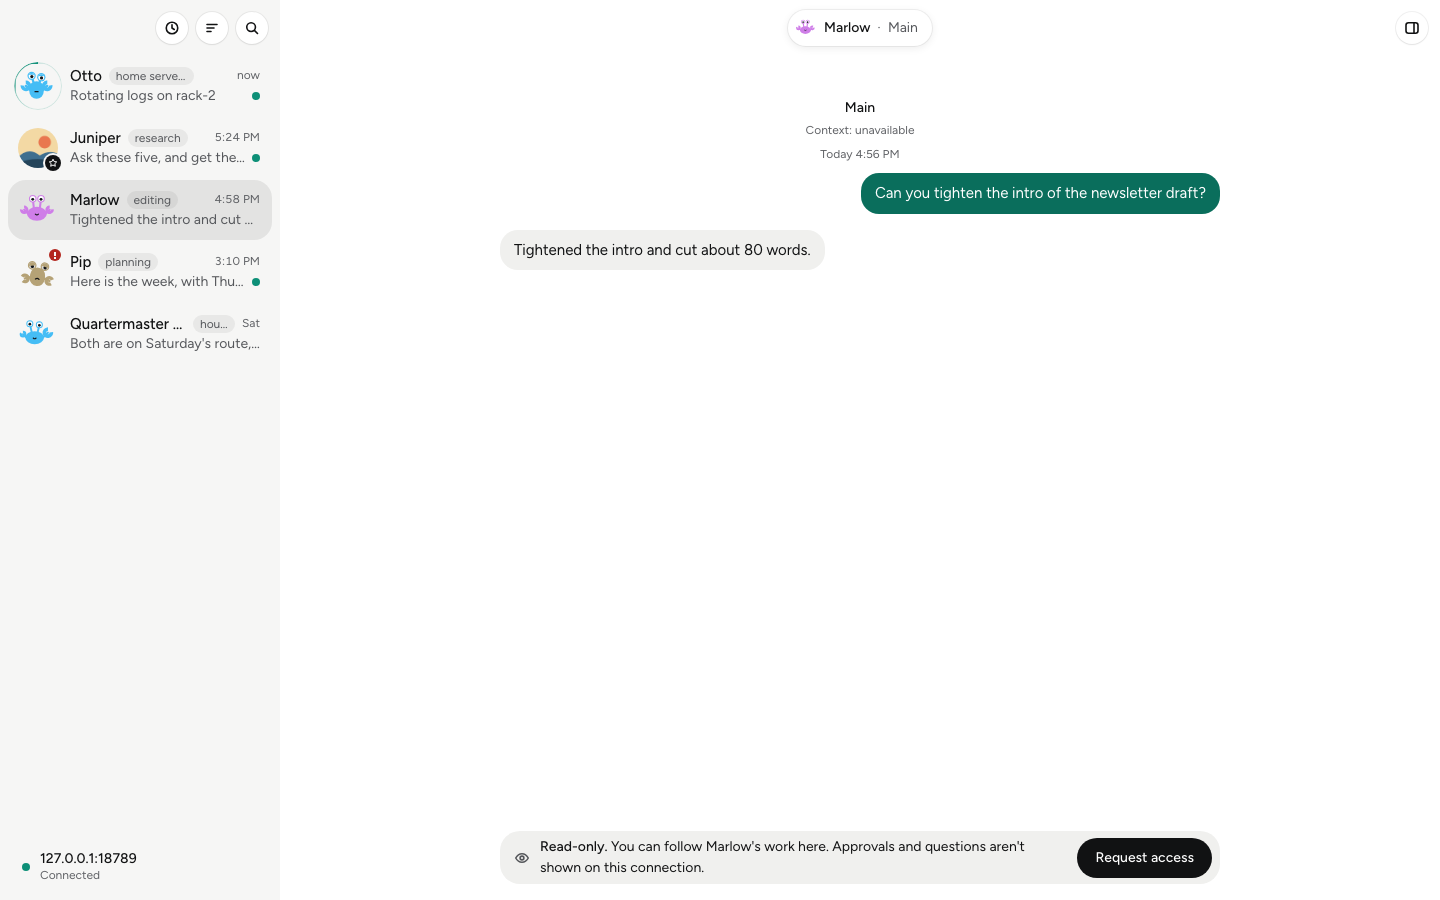 Otto
home serve...
now
Rotating logs on rack-2
Juniper
research
5:24 PM
Ask these five, and get the...
Marlow
editing
4:58 PM
Tightened the intro and cut ...
Pip
planning
3:10 PM
Here is the week, with Thu...
Quartermaster ...
hou...
Sat
Both are on Saturday's route,...
127.0.0.1:18789
Connected
Marlow · Main
Main
Context: unavailable
Today 4:56 PM
Can you tighten the intro of the newsletter draft?
Tightened the intro and cut about 80 words.
Read-only. You can follow Marlow's work here. Approvals and questions aren't
shown on this connection.
Request access